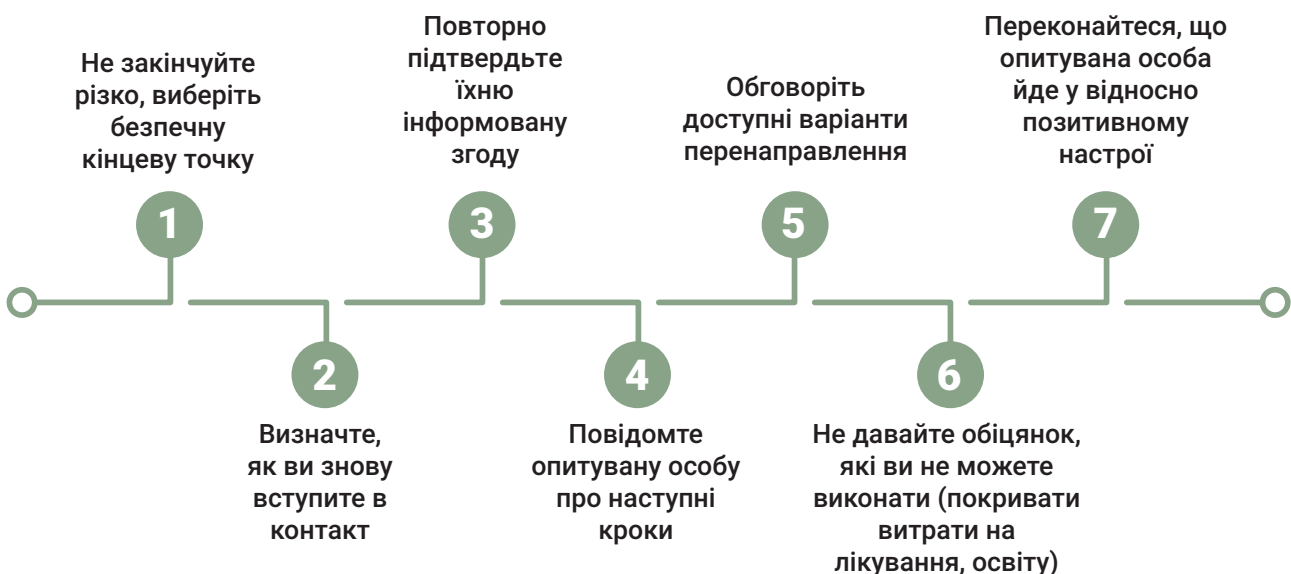 Не закінчуйте
різко, виберіть
безпечну
кінцеву точку
1
2
Визначте,
як ви знову
вступите в
контакт
Повторно
підтвердьте
їхню
інформовану
згоду
3
4
Повідомте
опитувану особу
про наступні
кроки
Обговоріть
доступні варіанти
перенаправлення
5
6
Не давайте обіцянок,
які ви не можете
виконати (покривати
витрати на
лікування, освіту)
Переконайтеся, що
опитувана особа
йде у відносно
позитивному
настрої
7